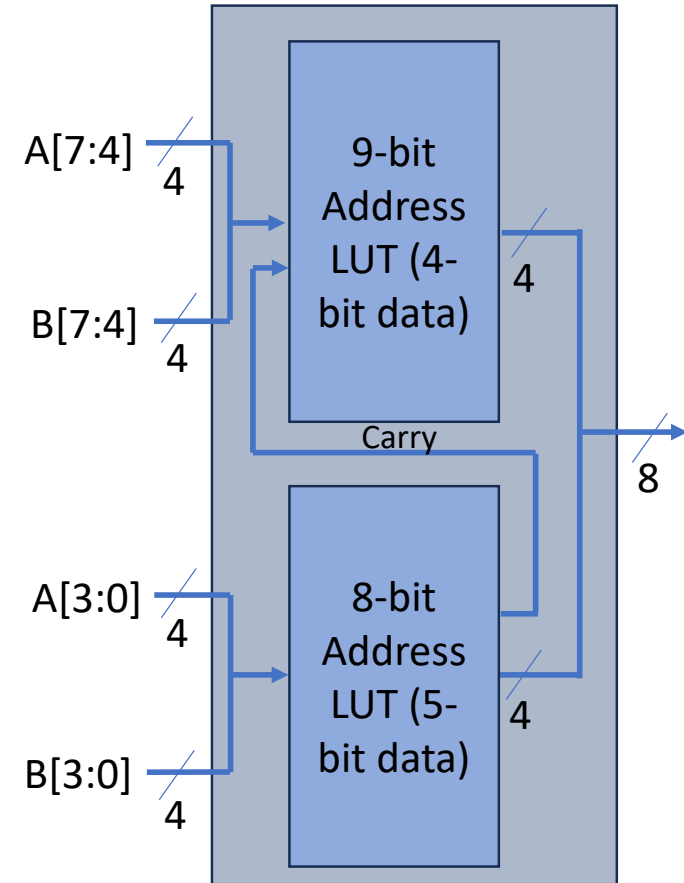 A[7:4]
4
B[7:4]
4
9-bit
Address
LUT (4-
bit data)
4
Carry
8
A[3:0]
4
B[3:0]
4
8-bit
Address
LUT (5-
bit data)
4